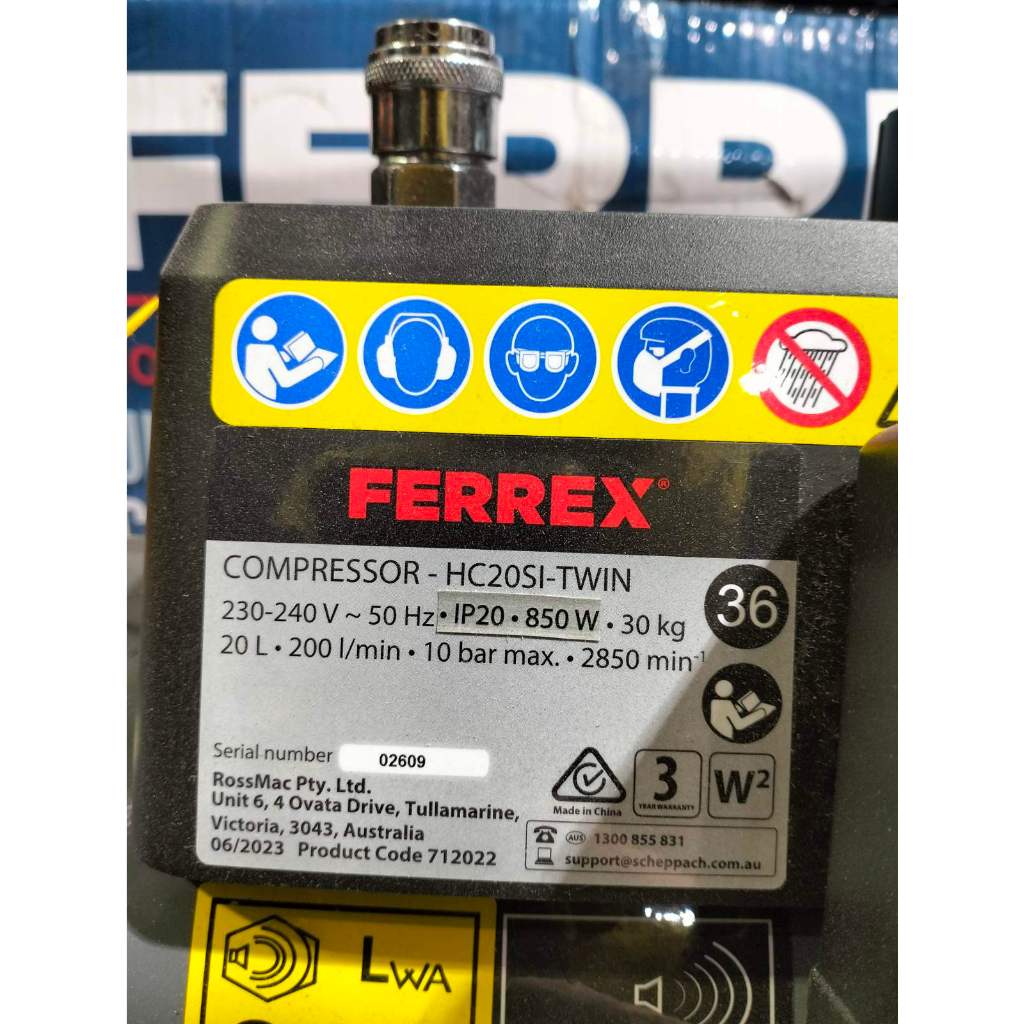 FERR
FERREX®
COMPRESSOR - HC20SI-TWIN
230-240 V ~ 50 Hz • IP20 • 850 W • 30 kg
20 L • 200 l/min • 10 bar max. • 2850 min⁻¹
36
Serial number 02609
RossMac Pty. Ltd.
Unit 6, 4 Ovata Drive, Tullamarine,
Victoria, 3043, Australia
06/2023 Product Code 712022
Made in China
3
YEAR WARRANTY
W²
AUS 1300 855 831
support@scheppach.com.au
LWA